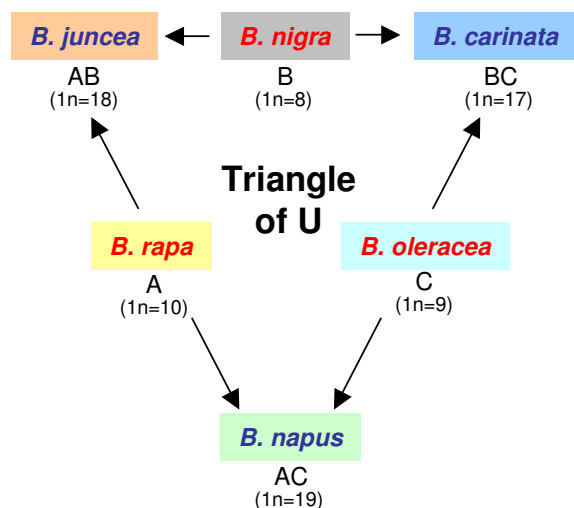 B. juncea
B. nigra
B. carinata
AB
(1n=18)
B
(1n=8)
BC
(1n=17)
Triangle
of U
B. rapa
B. oleracea
A
(1n=10)
C
(1n=9)
B. napus
AC
(1n=19)